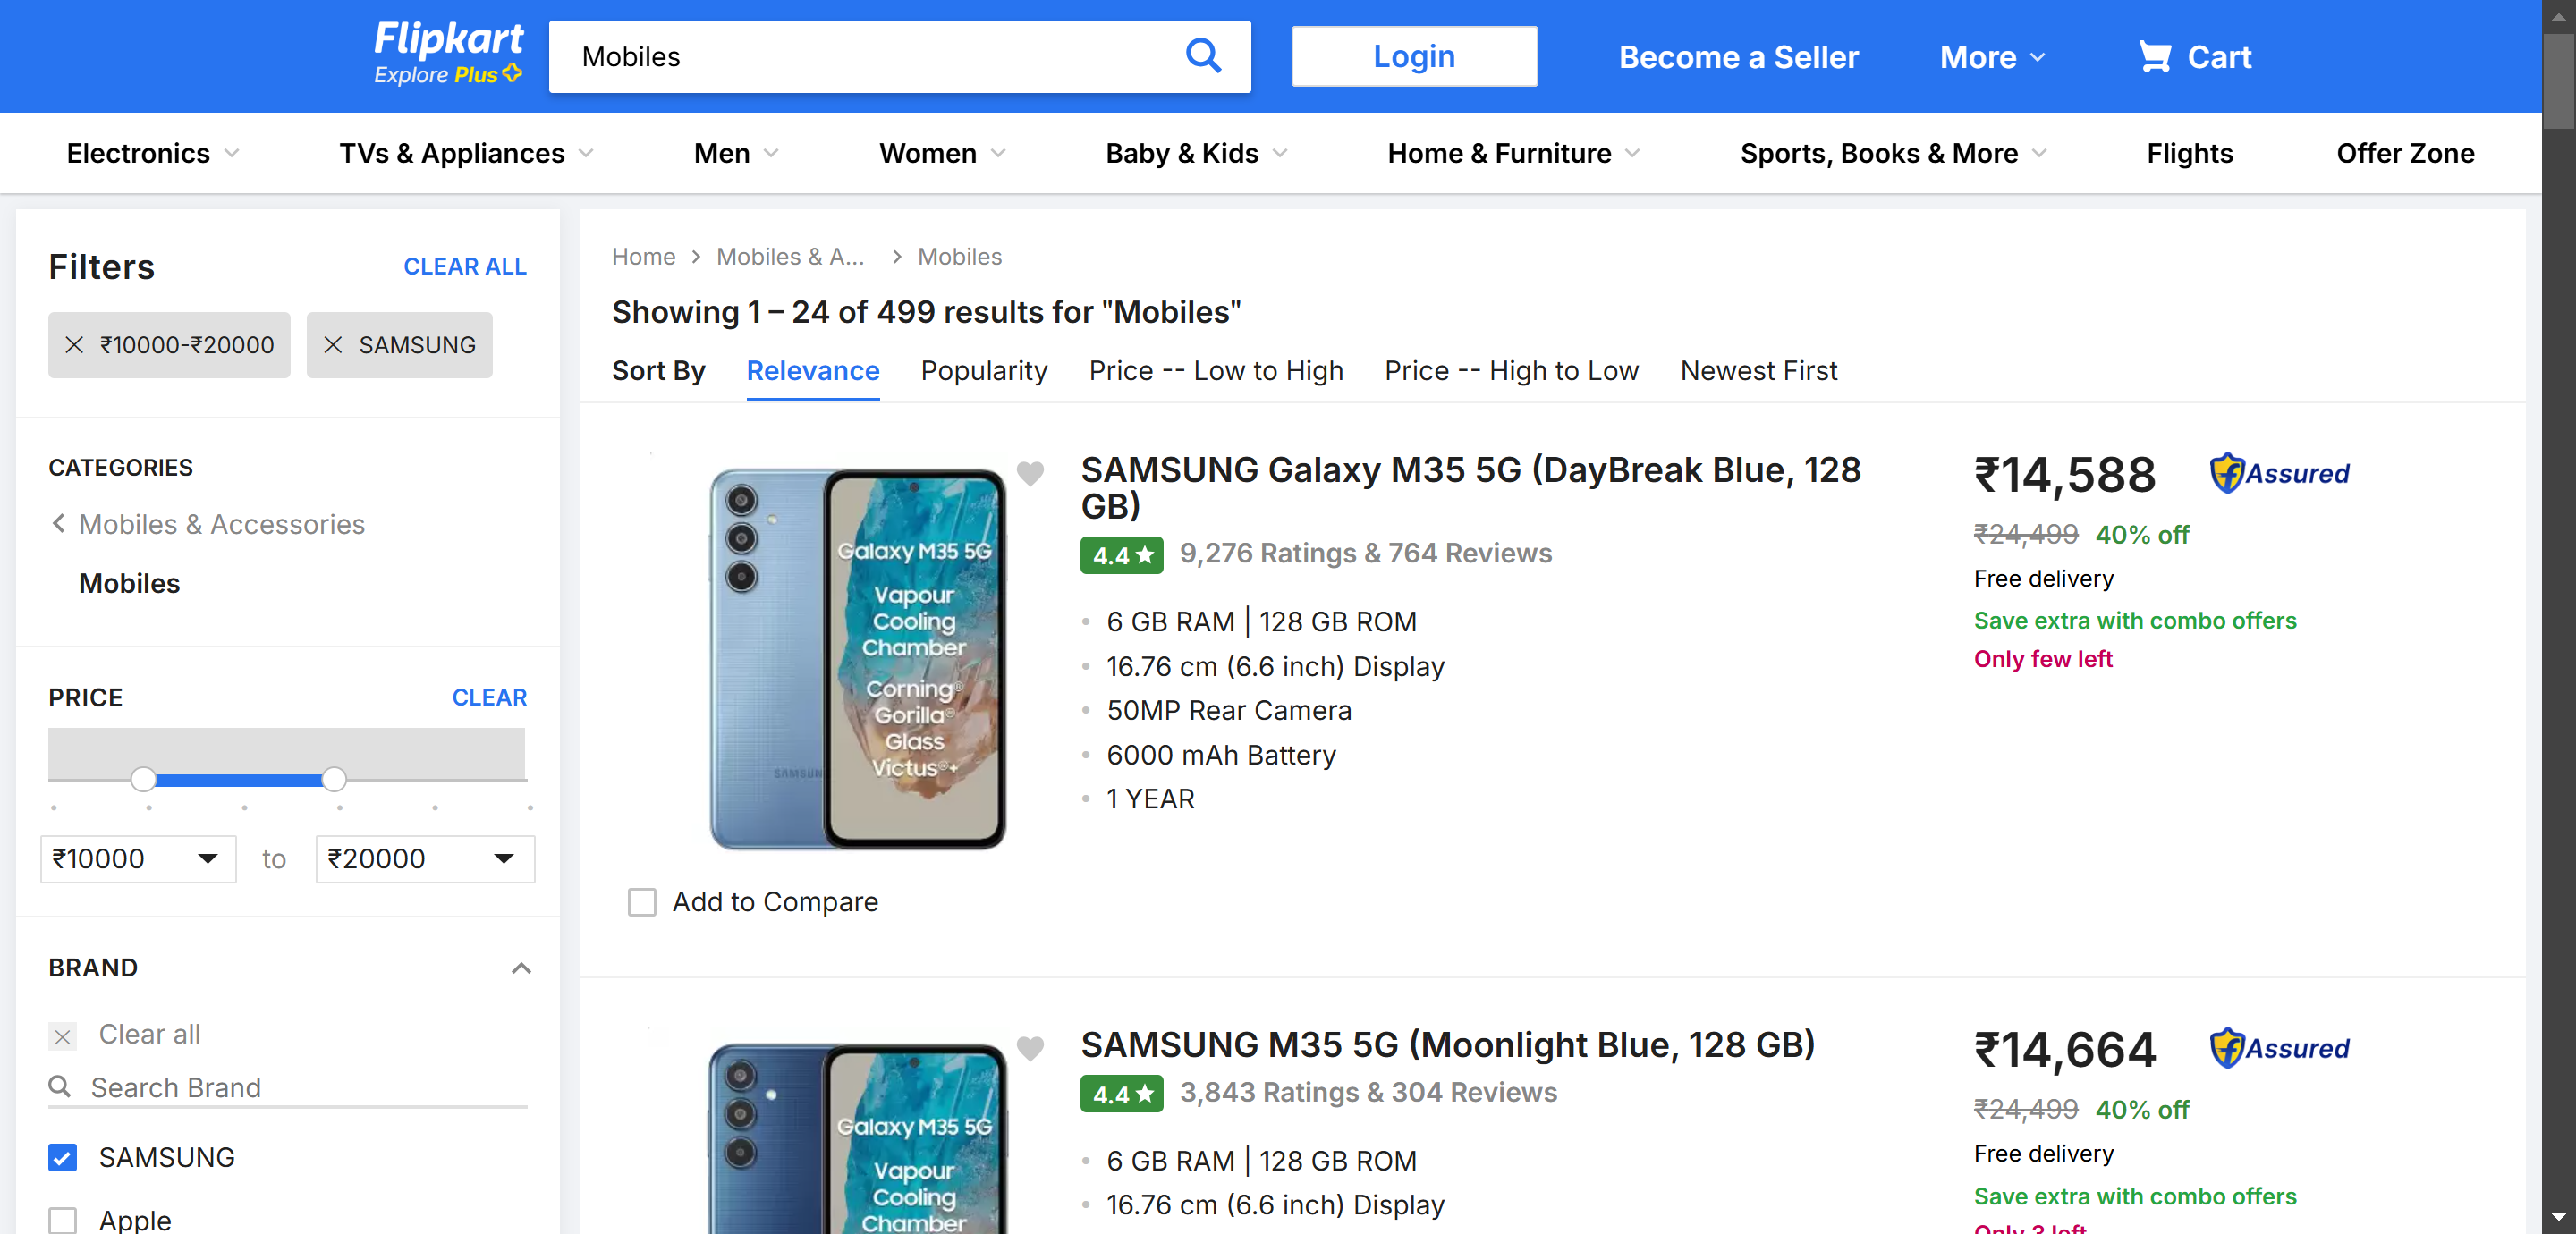 Flipkart
Explore Plus
Mobiles
Login
Become a Seller
More
Cart
Electronics
TVs & Appliances
Men
Women
Baby & Kids
Home & Furniture
Sports, Books & More
Flights
Offer Zone
Filters
CLEAR ALL
₹10000-₹20000
SAMSUNG
CATEGORIES
Mobiles & Accessories
Mobiles
PRICE
CLEAR
₹10000
to
₹20000
BRAND
Clear all
Search Brand
SAMSUNG
Apple
Home
Mobiles & A...
Mobiles
Showing 1 – 24 of 499 results for "Mobiles"
Sort By
Relevance
Popularity
Price -- Low to High
Price -- High to Low
Newest First
Galaxy M35 5G
Vapour
Cooling
Chamber
Corning®
Gorilla®
Glass
Victus®+
SAMSUNG
Add to Compare
SAMSUNG Galaxy M35 5G (DayBreak Blue, 128
GB)
4.4
9,276 Ratings & 764 Reviews
6 GB RAM | 128 GB ROM
16.76 cm (6.6 inch) Display
50MP Rear Camera
6000 mAh Battery
1 YEAR
₹14,588
Assured
₹24,499
40% off
Free delivery
Save extra with combo offers
Only few left
Galaxy M35 5G
Vapour
Cooling
Chamber
SAMSUNG M35 5G (Moonlight Blue, 128 GB)
4.4
3,843 Ratings & 304 Reviews
6 GB RAM | 128 GB ROM
16.76 cm (6.6 inch) Display
₹14,664
Assured
₹24,499
40% off
Free delivery
Save extra with combo offers
Only 3 left